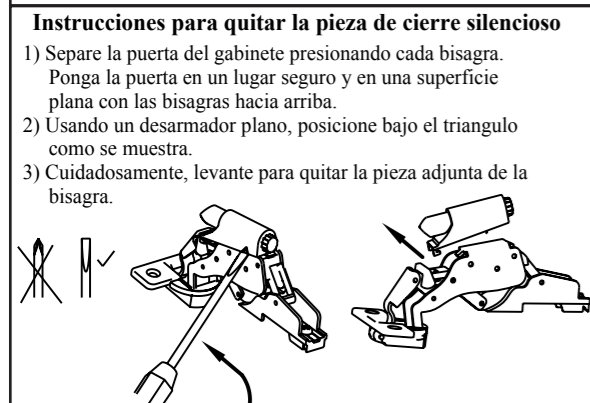 Instrucciones para quitar la pieza de cierre silencioso
1) Separe la puerta del gabinete presionando cada bisagra.
Ponga la puerta en un lugar seguro y en una superficie
plana con las bisagras hacia arriba.
2) Usando un desarmador plano, posicione bajo el triangulo
como se muestra.
3) Cuidadosamente, levante para quitar la pieza adjunta de la
bisagra.